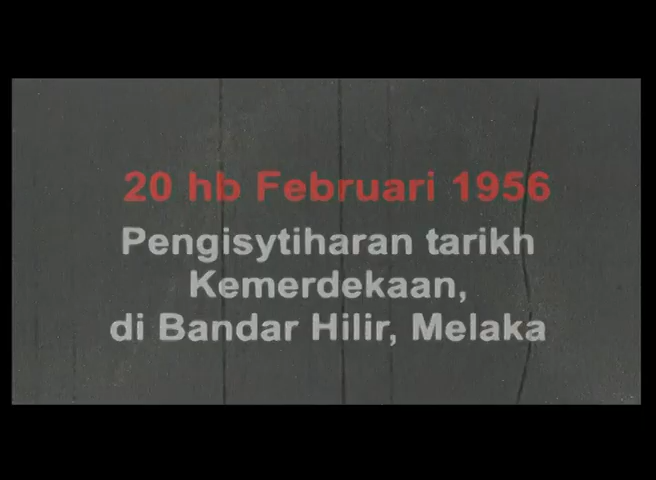 20 hb Februari 1956
Pengisytiharan tarikh
Kemerdekaan,
di Bandar Hilir, Melaka